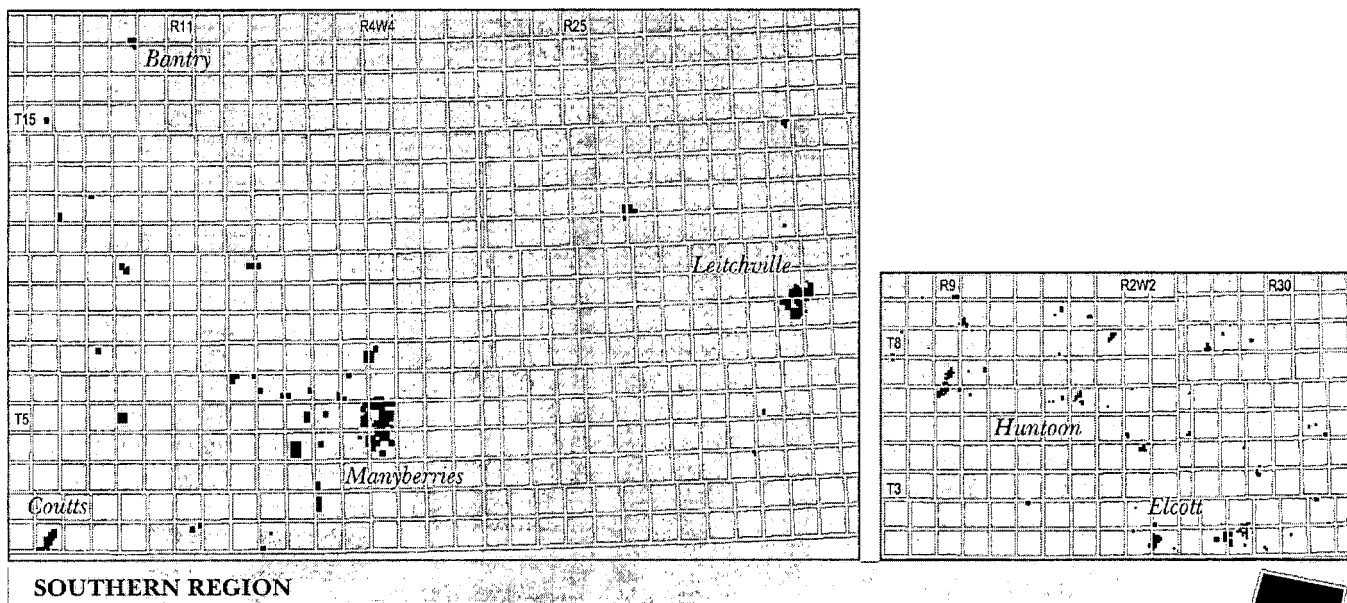 R11 R4W4 R25
Bantry
T15
Leitchville
R9 R2W2 R30
T8
T5
Huntoon
Manyberries
T3
Coutts
Elcott
SOUTHERN REGION